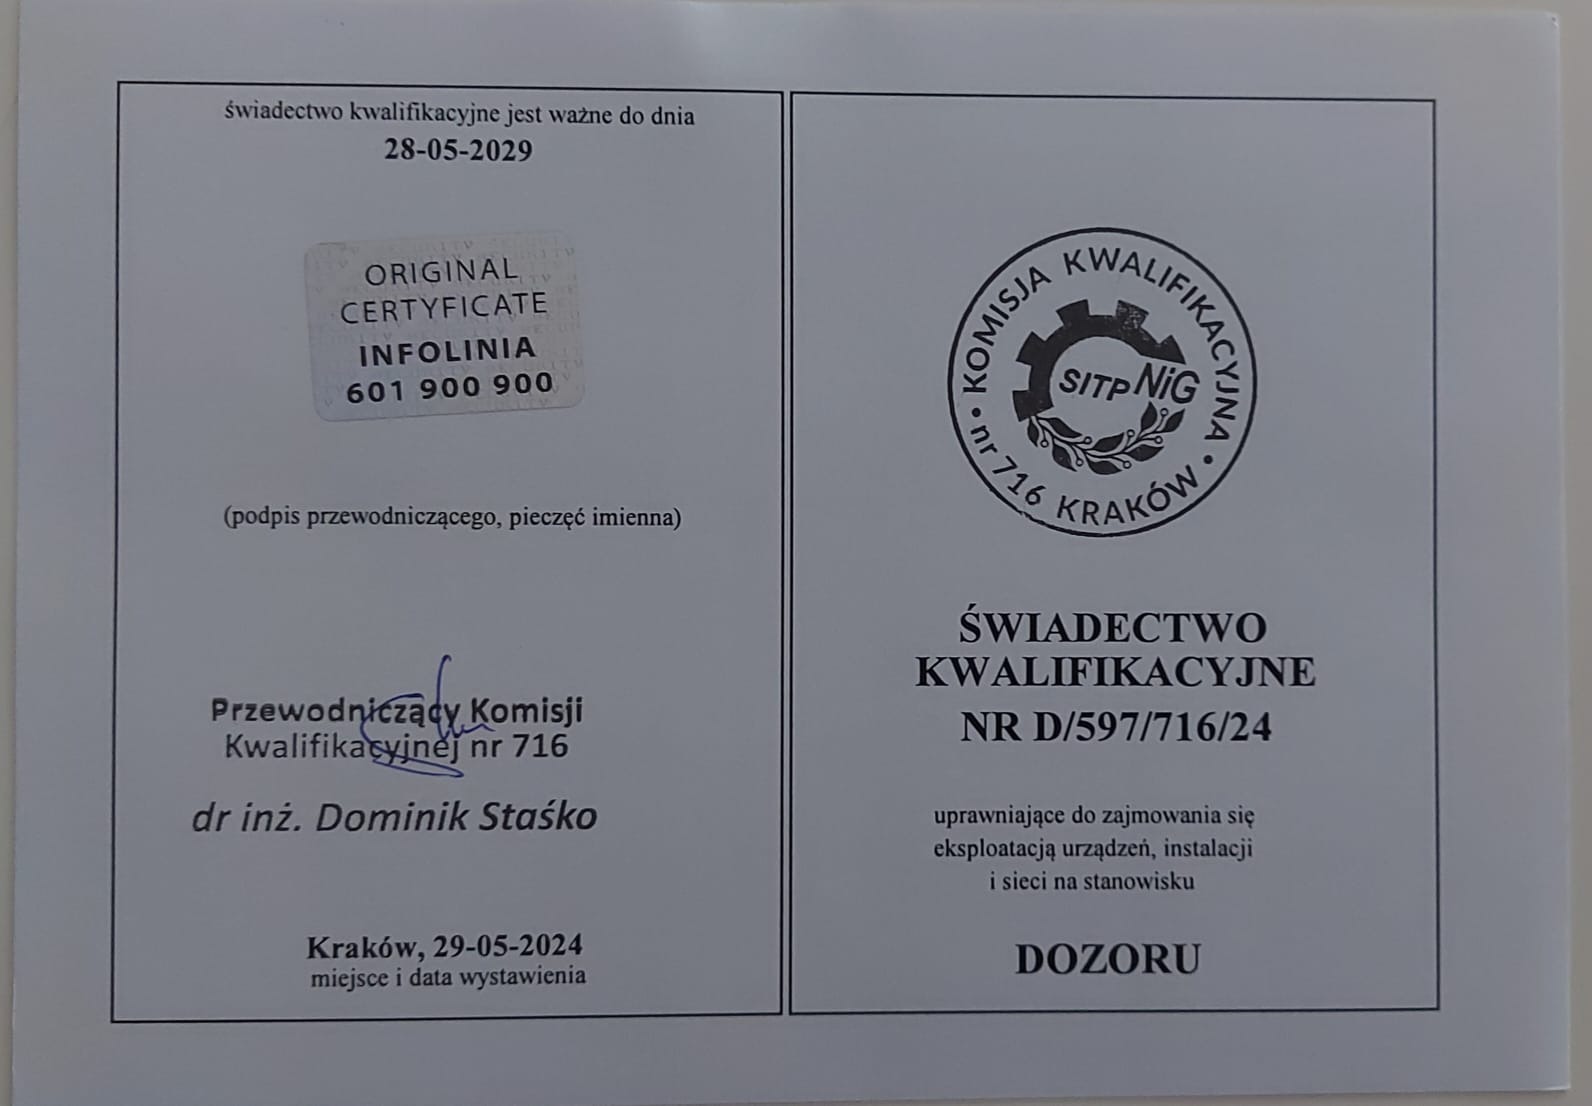 świadectwo kwalifikacyjne jest ważne do dnia
28-05-2029
ORIGINAL
CERTYFICATE
INFOLINIA
601 900 900
(podpis przewodniczącego, pieczęć imienna)
Przewodniczący Komisji
Kwalifikacyjnej nr 716
dr inż. Dominik Staśko
Kraków, 29-05-2024
miejsce i data wystawienia
• KOMISJA KWALIFIKACYJNA •
nr 716 KRAKÓW
SITPNiG
ŚWIADECTWO
KWALIFIKACYJNE
NR D/597/716/24
uprawniające do zajmowania się
eksploatacją urządzeń, instalacji
i sieci na stanowisku
DOZORU